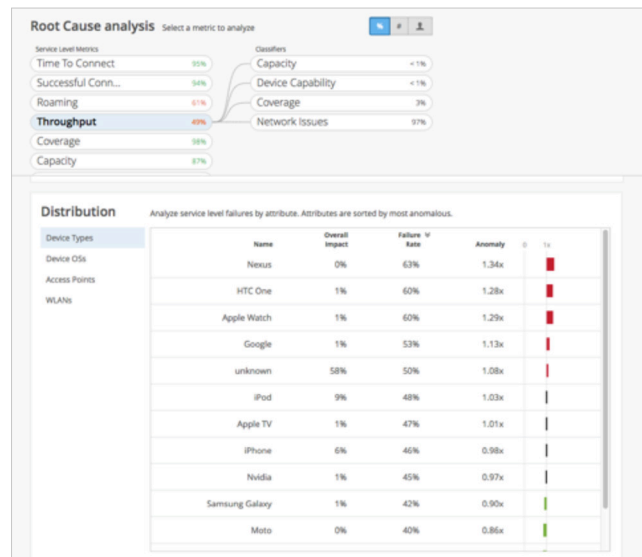 Root Cause analysis Select a metric to analyze
% # 
Service Level Metrics Classifiers
Time To Connect 95% Capacity <1%
Successful Conn... 94% Device Capability <1%
Roaming 61% Coverage 3%
Throughput 49% Network Issues 97%
Coverage 98%
Capacity 87%
Distribution Analyze service level failures by attribute. Attributes are sorted by most anomalous.
Device Types
Device OSs
Access Points
WLANs
Name Overall Impact Failure Rate Anomaly 0 1x
Nexus 0% 63% 1.34x
HTC One 1% 60% 1.28x
Apple Watch 1% 60% 1.29x
Google 1% 53% 1.13x
unknown 58% 50% 1.08x
iPod 9% 48% 1.03x
Apple TV 1% 47% 1.01x
iPhone 6% 46% 0.98x
Nvidia 1% 45% 0.97x
Samsung Galaxy 1% 42% 0.90x
Moto 0% 40% 0.86x